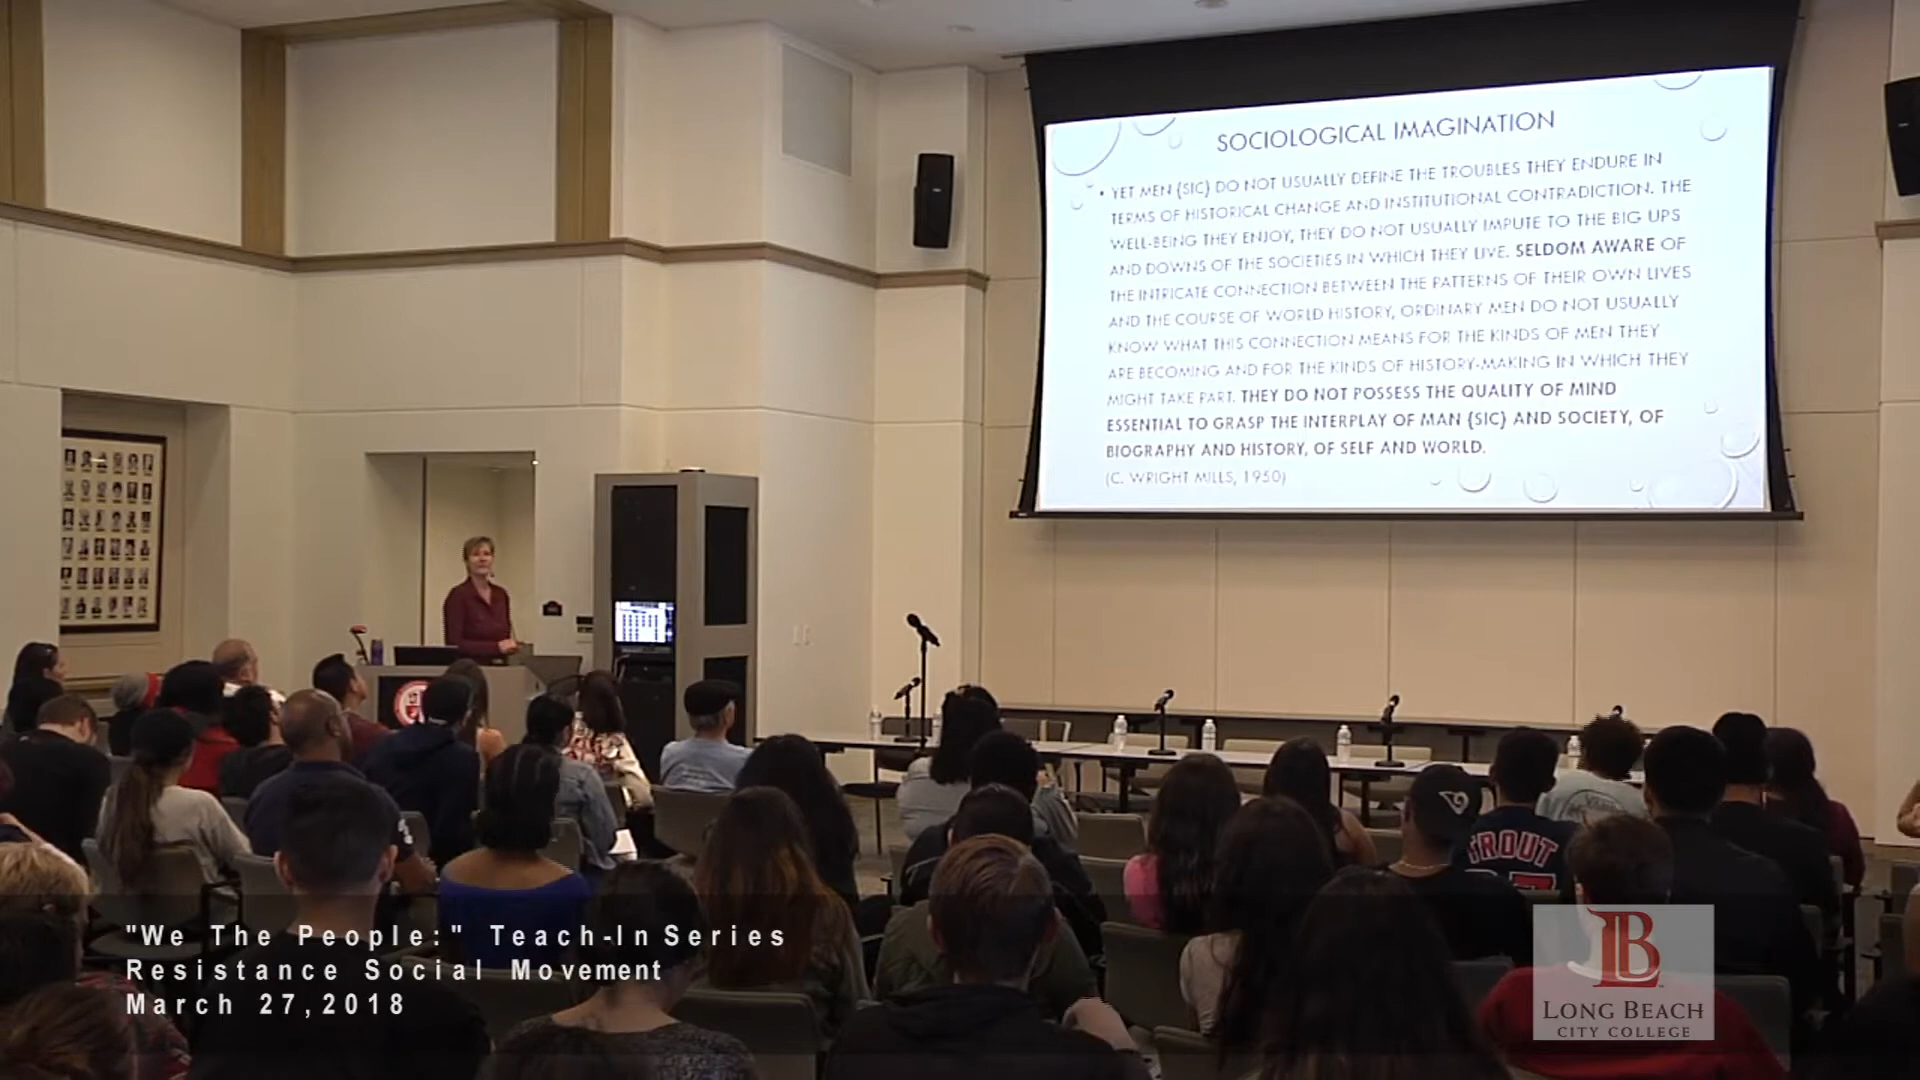 SOCIOLOGICAL IMAGINATION
• YET MEN {SIC} DO NOT USUALLY DEFINE THE TROUBLES THEY ENDURE IN
TERMS OF HISTORICAL CHANGE AND INSTITUTIONAL CONTRADICTION. THE
WELL-BEING THEY ENJOY, THEY DO NOT USUALLY IMPUTE TO THE BIG UPS
AND DOWNS OF THE SOCIETIES IN WHICH THEY LIVE. SELDOM AWARE OF
THE INTRICATE CONNECTION BETWEEN THE PATTERNS OF THEIR OWN LIVES
AND THE COURSE OF WORLD HISTORY, ORDINARY MEN DO NOT USUALLY
KNOW WHAT THIS CONNECTION MEANS FOR THE KINDS OF MEN THEY
ARE BECOMING AND FOR THE KINDS OF HISTORY-MAKING IN WHICH THEY
MIGHT TAKE PART. THEY DO NOT POSSESS THE QUALITY OF MIND
ESSENTIAL TO GRASP THE INTERPLAY OF MAN {SIC} AND SOCIETY, OF
BIOGRAPHY AND HISTORY, OF SELF AND WORLD.
(C. WRIGHT MILLS, 1950)
TROUT
"We The People:" Teach-In Series
Resistance Social Movement
March 27,2018
LB
LONG BEACH
CITY COLLEGE